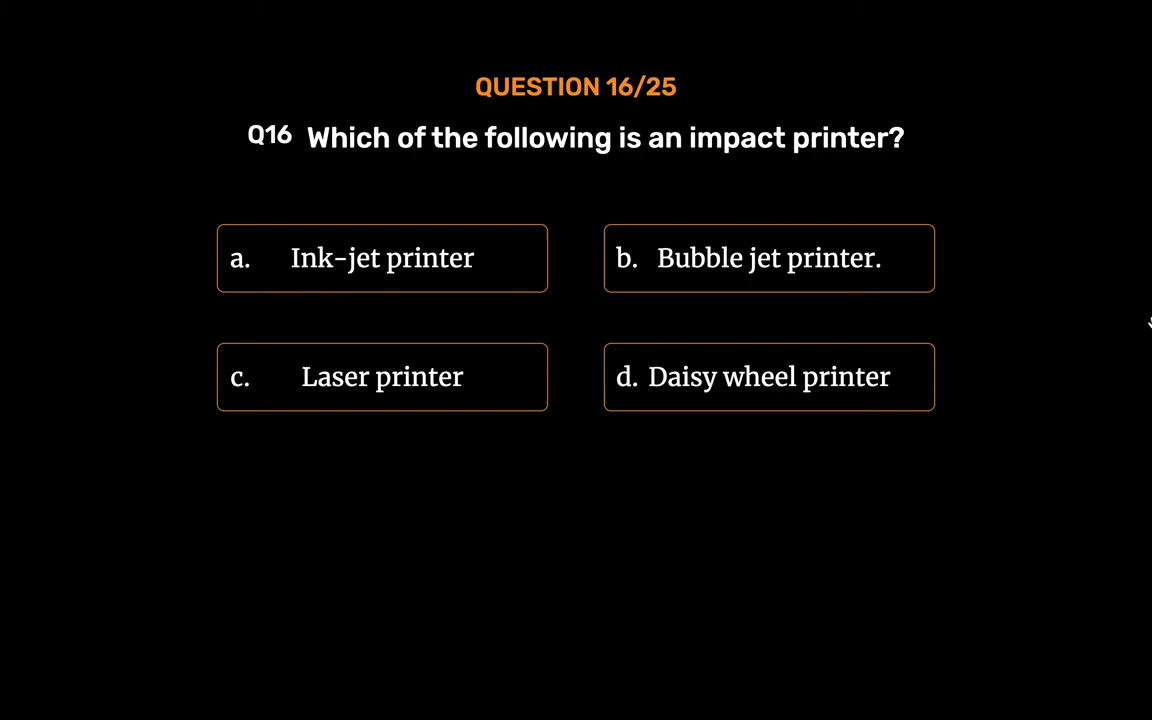 QUESTION 16/25
Q16 Which of the following is an impact printer?
a. Ink-jet printer
b. Bubble jet printer.
c. Laser printer
d. Daisy wheel printer